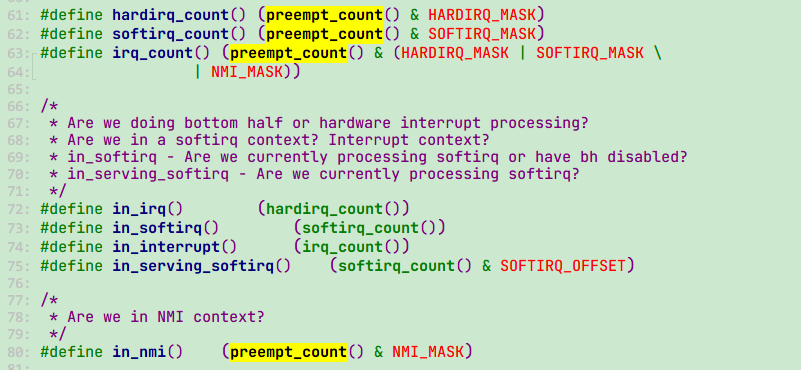 61: #define hardirq_count() (preempt_count() & HARDIRQ_MASK)
62: #define softirq_count() (preempt_count() & SOFTIRQ_MASK)
63: #define irq_count() (preempt_count() & (HARDIRQ_MASK | SOFTIRQ_MASK \
64: | NMI_MASK))
65:
66: /*
67: * Are we doing bottom half or hardware interrupt processing?
68: * Are we in a softirq context? Interrupt context?
69: * in_softirq - Are we currently processing softirq or have bh disabled?
70: * in_serving_softirq - Are we currently processing softirq?
71: */
72: #define in_irq() (hardirq_count())
73: #define in_softirq() (softirq_count())
74: #define in_interrupt() (irq_count())
75: #define in_serving_softirq() (softirq_count() & SOFTIRQ_OFFSET)
76:
77: /*
78: * Are we in NMI context?
79: */
80: #define in_nmi() (preempt_count() & NMI_MASK)